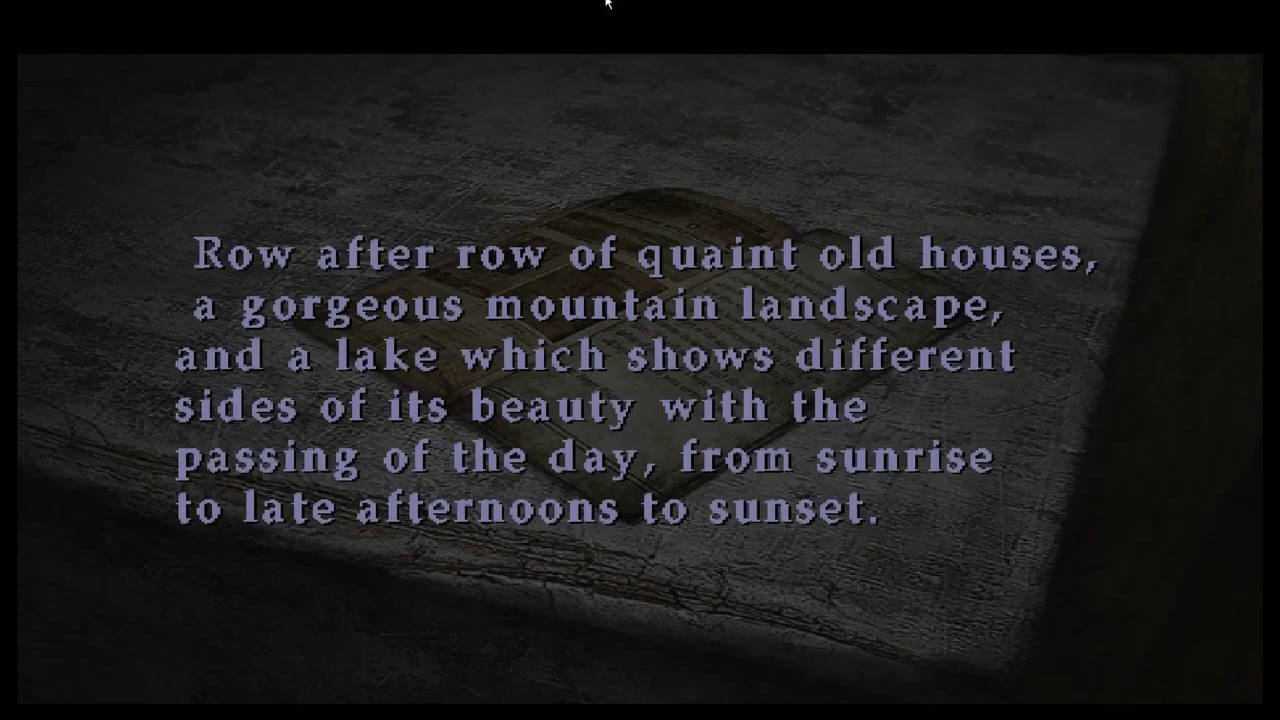 Row after row of quaint old houses,
a gorgeous mountain landscape,
and a lake which shows different
sides of its beauty with the
passing of the day, from sunrise
to late afternoons to sunset.